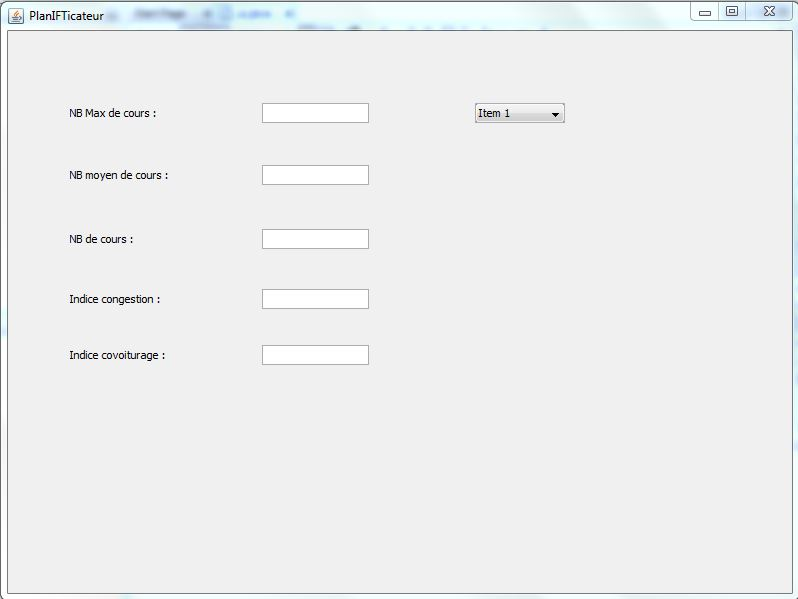 PlanIFTicateur
NB Max de cours :
Item 1
NB moyen de cours :
NB de cours :
Indice congestion :
Indice covoiturage :